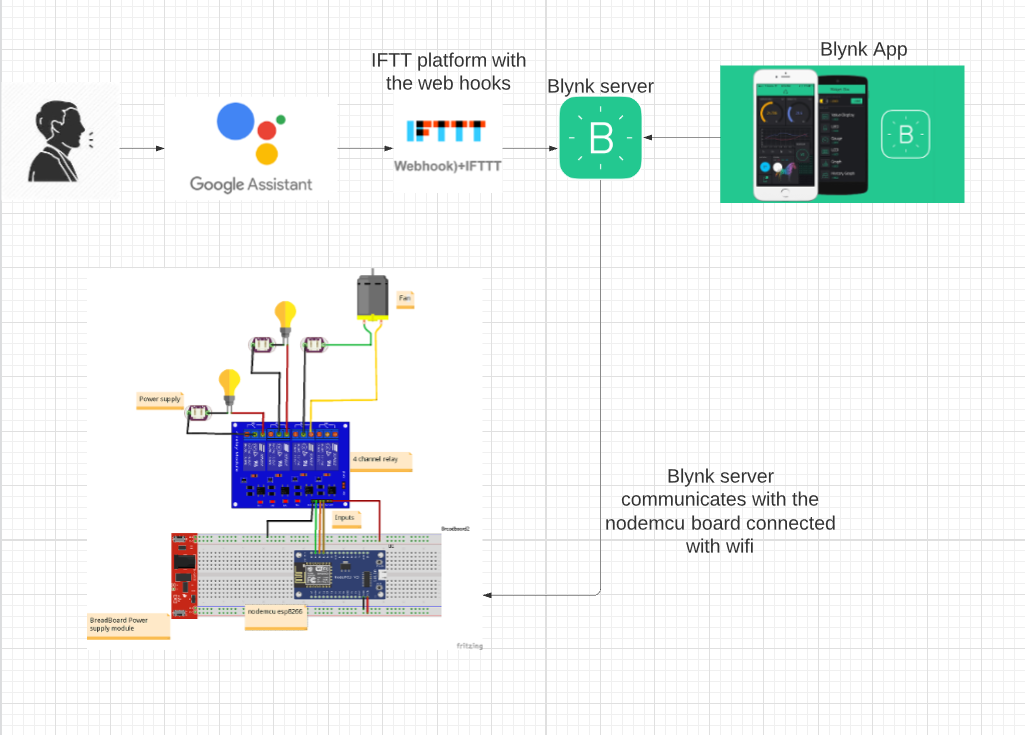 IFTT platform with
the web hooks
Blynk server
Blynk App
Google Assistant
IFTTT
Webhook)+IFTTT
B
B
Fan
Power supply
4 channel relay
Inputs
BreadBoard Power
supply module
nodemcu esp8266
fritzing
Blynk server
communicates with the
nodemcu board connected
with wifi